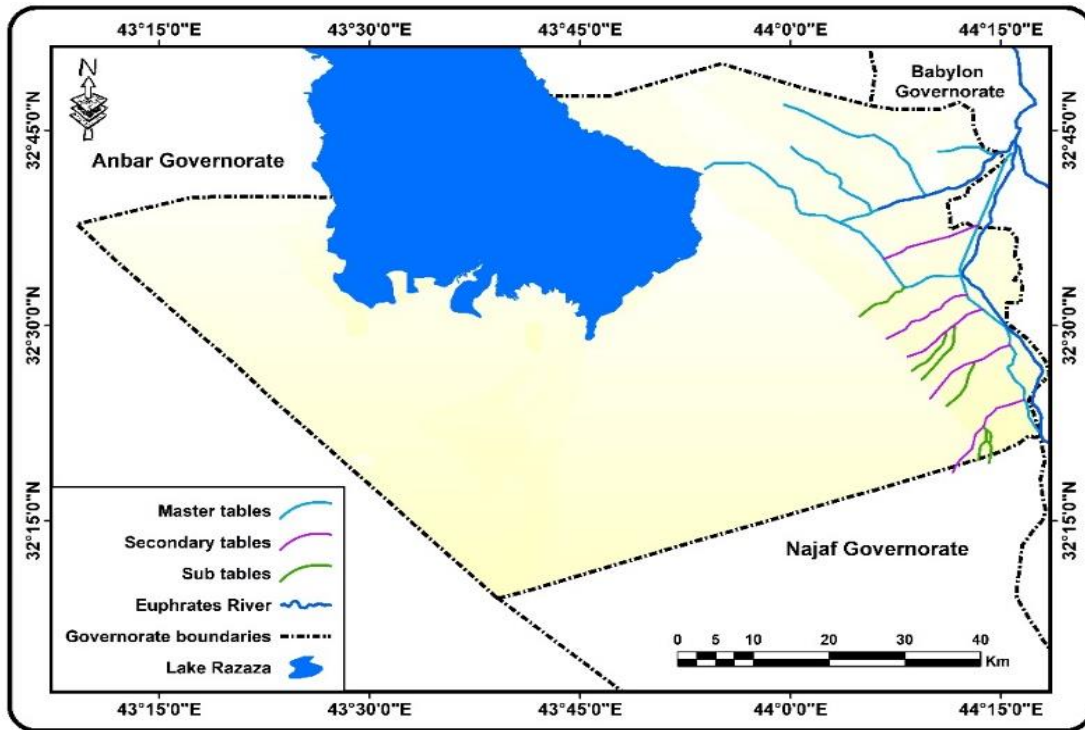 43°15'0"E 43°30'0"E 43°45'0"E 44°0'0"E 44°15'0"E
N
Babylon
Governorate
32°45'0"N
32°45'0"N
Anbar Governorate
32°30'0"N
32°30'0"N
32°15'0"N
32°15'0"N
Najaf Governorate
Master tables
Secondary tables
Sub tables
Euphrates River
Governorate boundaries
Lake Razaza
0 5 10 20 30 40
Km
43°15'0"E 43°30'0"E 43°45'0"E 44°0'0"E 44°15'0"E